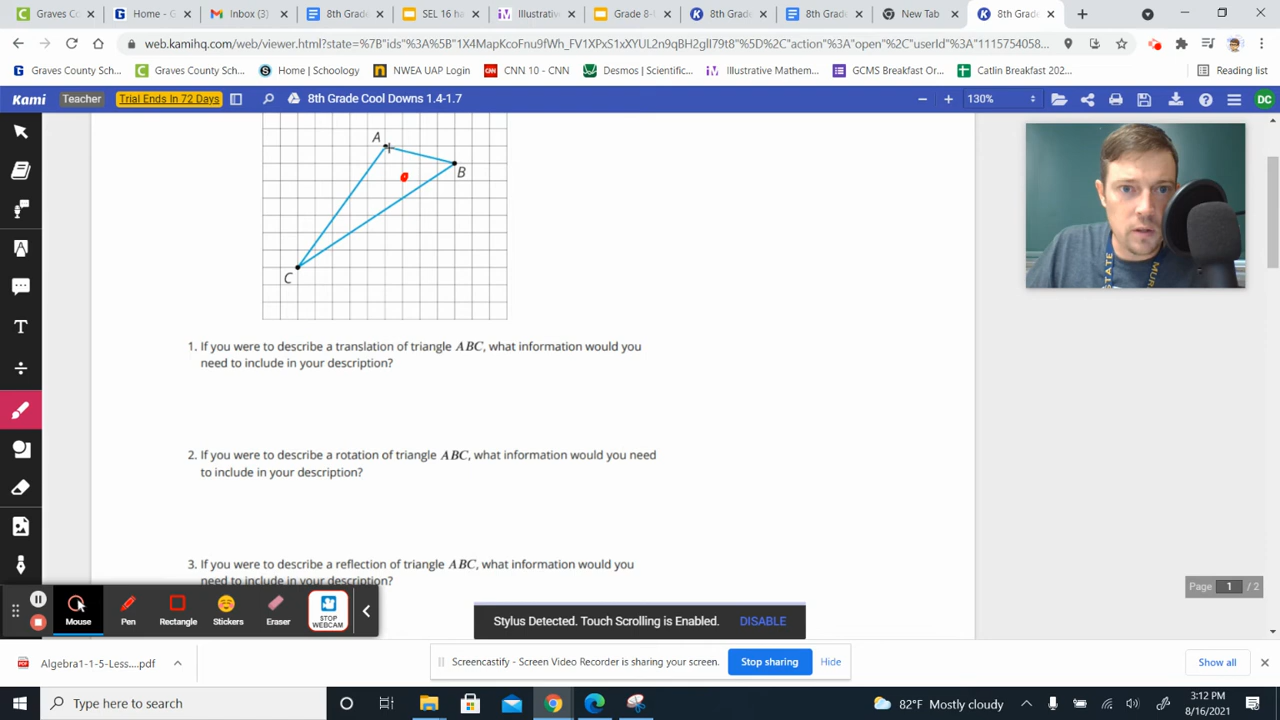 Graves Co
Home -
Inbox (3)
8th Grade
SEL 16 ha
Illustrative
Grade 8-
8th Grade
8th Grade
New Tab
8th Grad
web.kamihq.com/web/viewer.html?state=%7B"ids"%3A%5B"1X4MapKcoFnu9fWh_FV1XPxS1xXYUL2n9qBH2glI79t8"%5D%2C"action"%3A"open"%2C"userId"%3A"1115754058...
Graves County Sch...
Graves County Sch...
Home | Schoology
NWEA UAP Login
CNN 10 - CNN
Desmos | Scientific...
Illustrative Mathem...
GCMS Breakfast Or...
Catlin Breakfast 202...
Reading list
Kami
Teacher
Trial Ends In 72 Days
8th Grade Cool Downs 1.4-1.7
130%
DC
A
B
C
1. If you were to describe a translation of triangle ABC, what information would you
need to include in your description?
2. If you were to describe a rotation of triangle ABC, what information would you need
to include in your description?
3. If you were to describe a reflection of triangle ABC, what information would you
need to include in your description?
Page 1 / 2
Mouse
Pen
Rectangle
Stickers
Eraser
STOP
WEBCAM
Stylus Detected. Touch Scrolling is Enabled. DISABLE
Algebra1-1-5-Less....pdf
Screencastify - Screen Video Recorder is sharing your screen.
Stop sharing
Hide
Show all
Type here to search
82°F Mostly cloudy
3:12 PM
8/16/2021